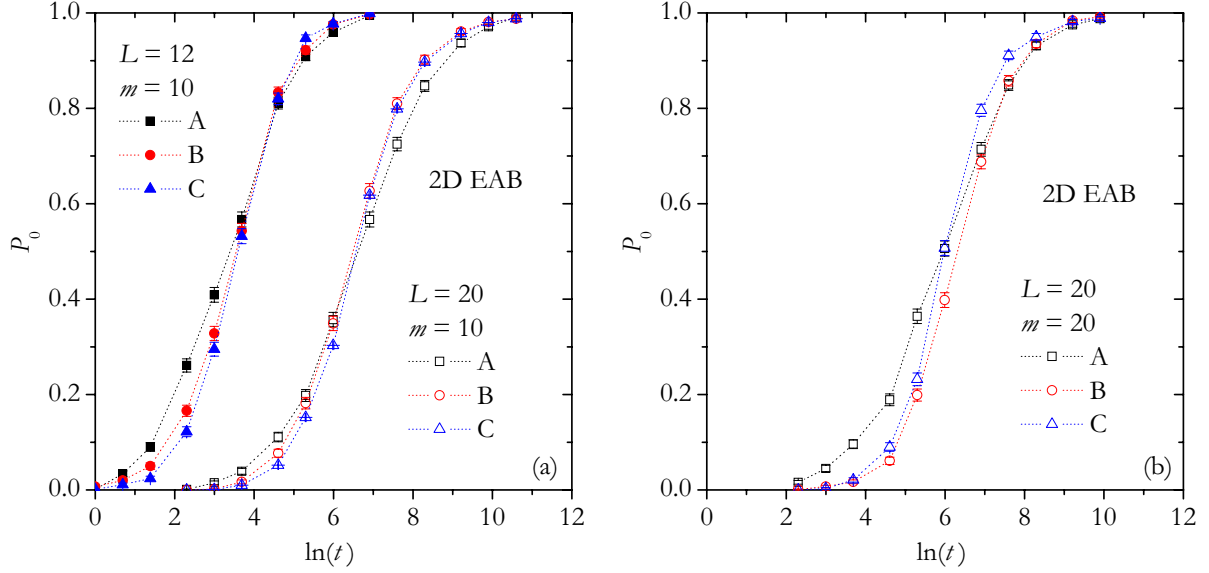 1.0
0.8
0.6
0.4
0.2
0.0
P₀
0 2 4 6 8 10 12
ln(t)
L = 12
m = 10
A
B
C
2D EAB
L = 20
m = 10
A
B
C
(a)
1.0
0.8
0.6
0.4
0.2
0.0
P₀
0 2 4 6 8 10 12
ln(t)
2D EAB
L = 20
m = 20
A
B
C
(b)